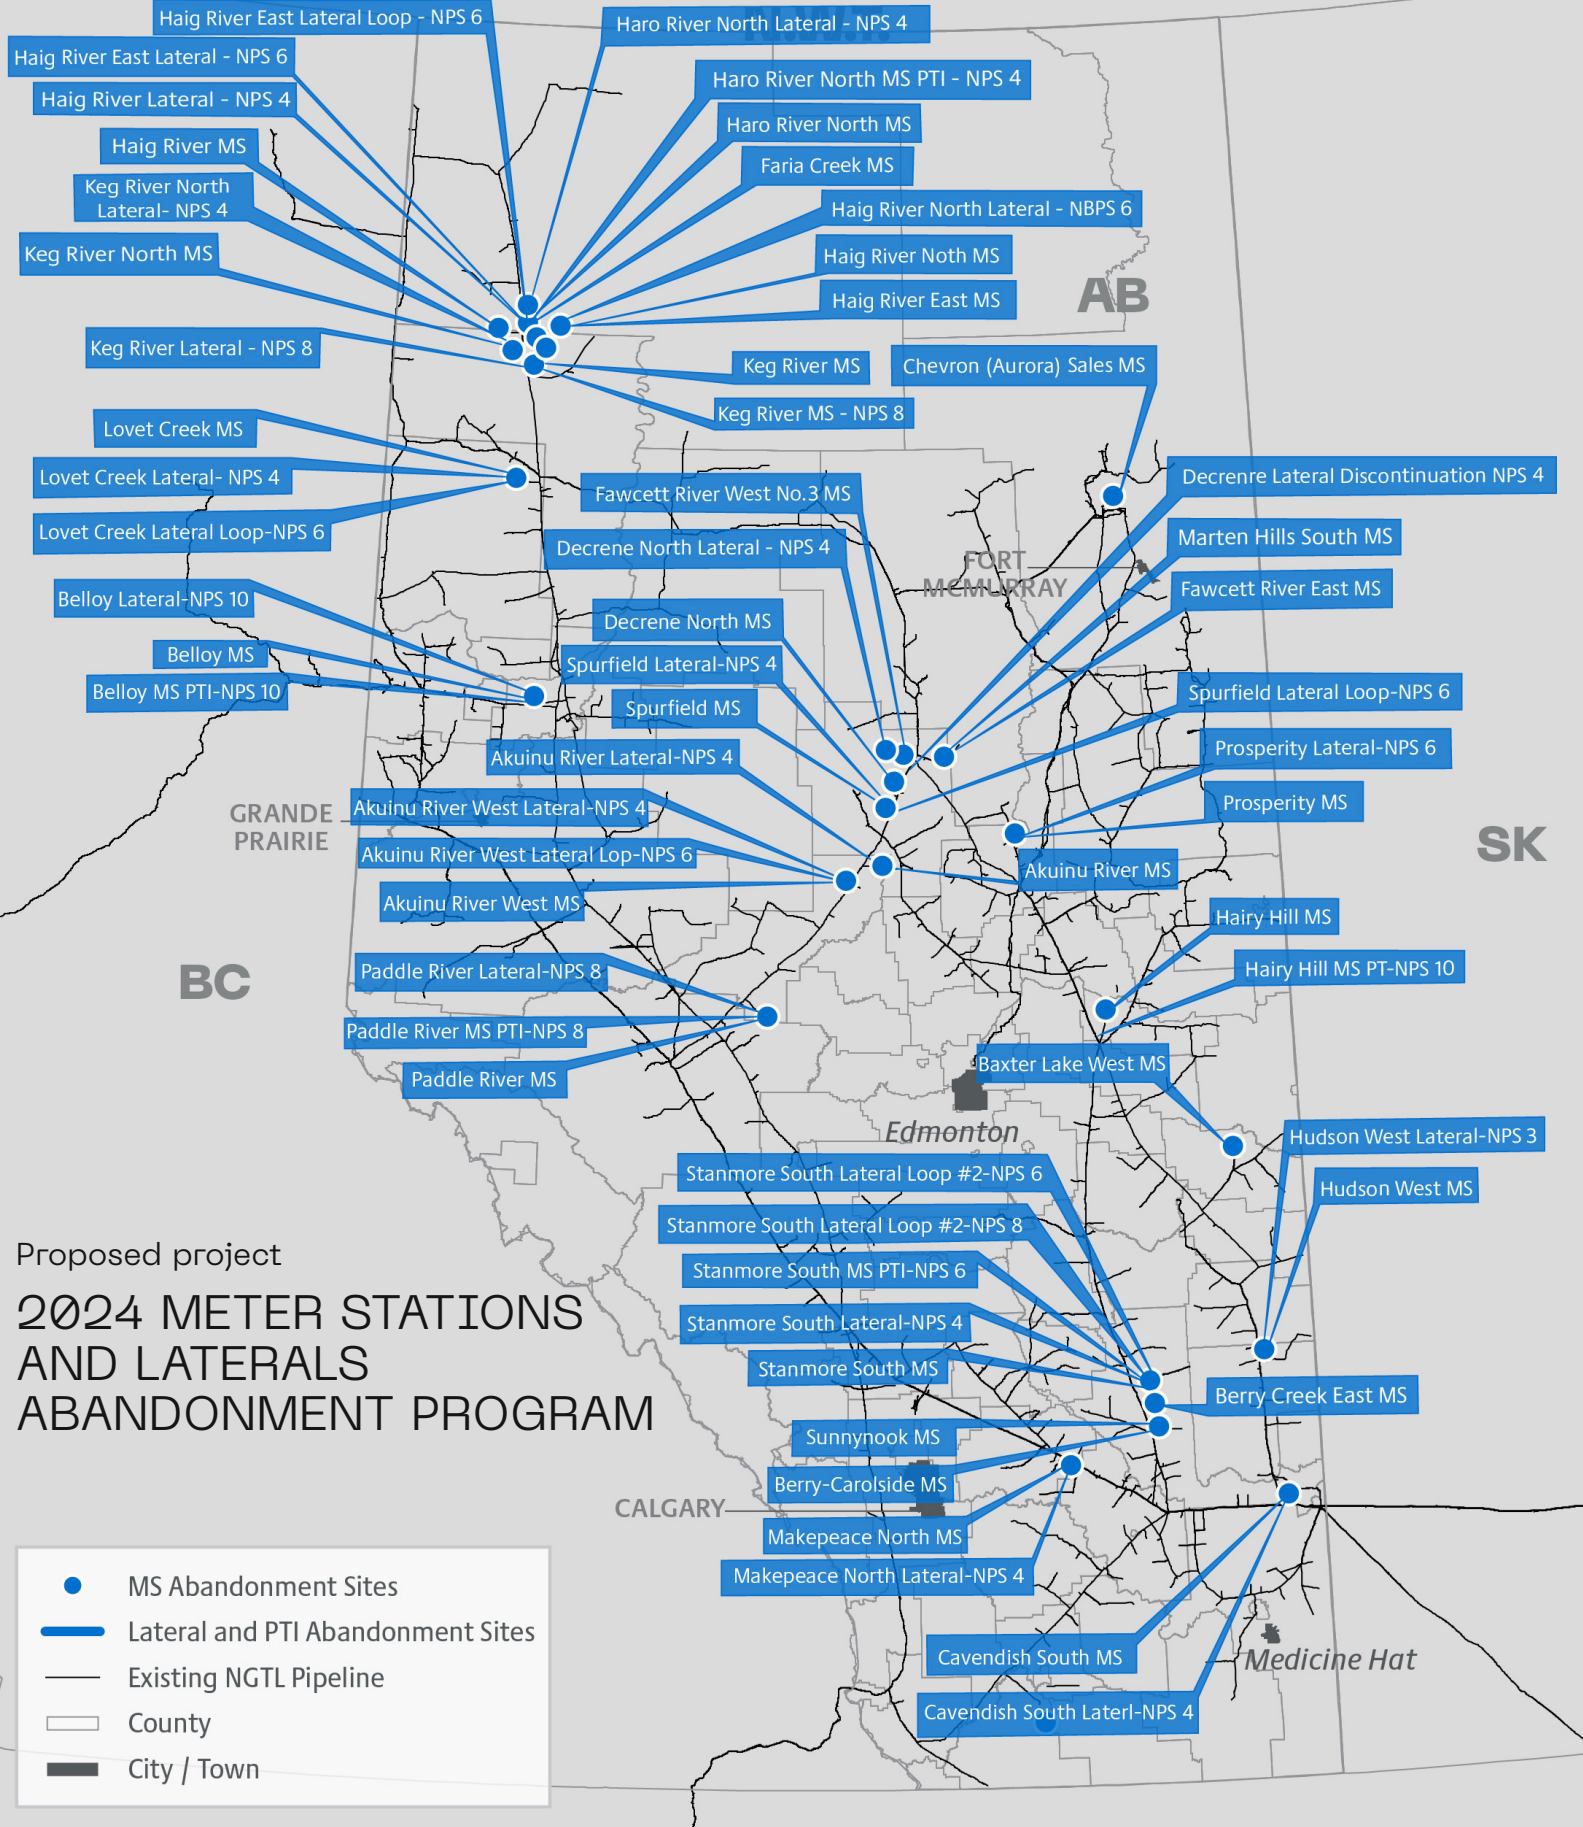 Haig River East Lateral Loop - NPS 6
Haro River North Lateral - NPS 4
N.W.T.
Haig River East Lateral - NPS 6
Haro River North MS PTI - NPS 4
Haig River Lateral - NPS 4
Haro River North MS
Haig River MS
Faria Creek MS
Keg River North
Lateral- NPS 4
Haig River North Lateral - NBPS 6
Keg River North MS
Haig River Noth MS
AB
Haig River East MS
Keg River Lateral - NPS 8
Keg River MS
Chevron (Aurora) Sales MS
Keg River MS - NPS 8
Lovet Creek MS
Lovet Creek Lateral- NPS 4
Fawcett River West No.3 MS
Decrenre Lateral Discontinuation NPS 4
Lovet Creek Lateral Loop-NPS 6
Decrene North Lateral - NPS 4
Marten Hills South MS
FORT
MCMURRAY
Fawcett River East MS
Belloy Lateral-NPS 10
Decrene North MS
Belloy MS
Spurfield Lateral-NPS 4
Belloy MS PTI-NPS 10
Spurfield Lateral Loop-NPS 6
Spurfield MS
Akuinu River Lateral-NPS 4
Prosperity Lateral-NPS 6
GRANDE
PRAIRIE
Akuinu River West Lateral-NPS 4
Prosperity MS
SK
Akuinu River West Lateral Lop-NPS 6
Akuinu River MS
Akuinu River West MS
Hairy Hill MS
BC
Paddle River Lateral-NPS 8
Hairy Hill MS PT-NPS 10
Paddle River MS PTI-NPS 8
Baxter Lake West MS
Paddle River MS
Edmonton
Hudson West Lateral-NPS 3
Stanmore South Lateral Loop #2-NPS 6
Hudson West MS
Stanmore South Lateral Loop #2-NPS 8
Stanmore South MS PTI-NPS 6
Stanmore South Lateral-NPS 4
Stanmore South MS
Berry Creek East MS
Sunnynook MS
Berry-Carolside MS
CALGARY
Makepeace North MS
Makepeace North Lateral-NPS 4
Cavendish South MS
Medicine Hat
Cavendish South Laterl-NPS 4
Proposed project
2024 METER STATIONS
AND LATERALS
ABANDONMENT PROGRAM
MS Abandonment Sites
Lateral and PTI Abandonment Sites
Existing NGTL Pipeline
County
City / Town